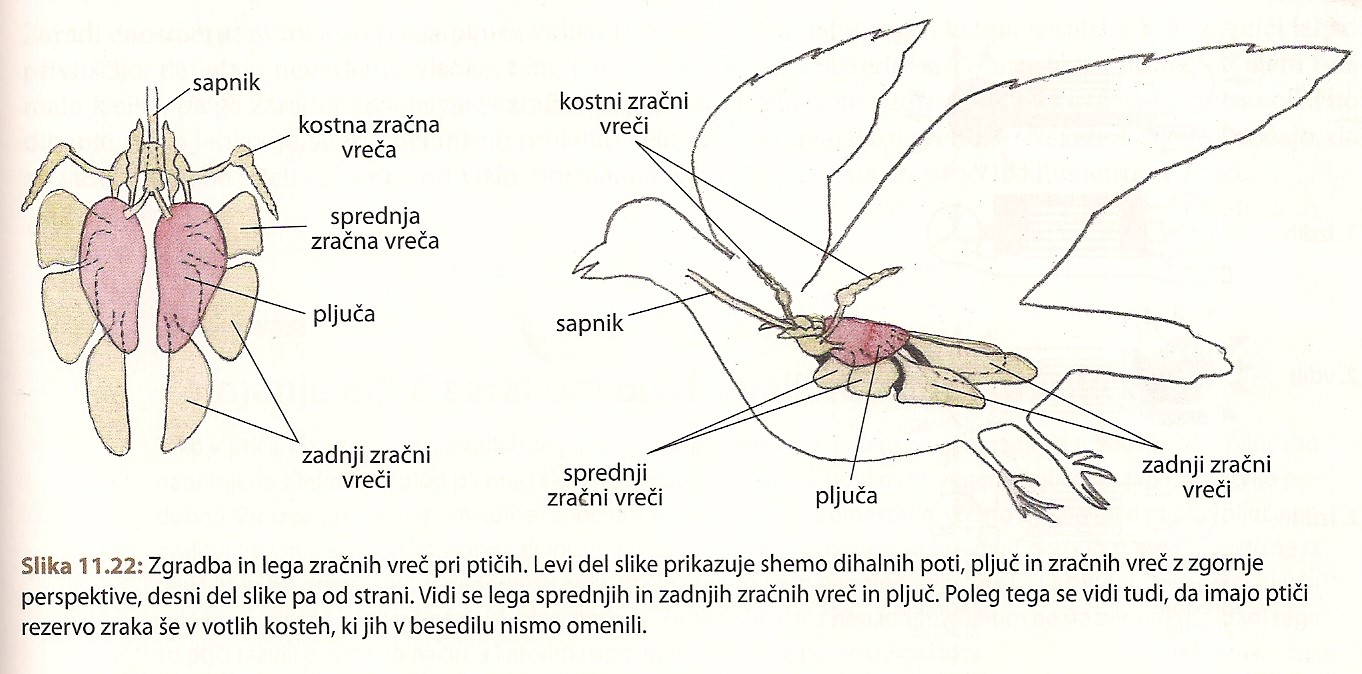 sapnik
kostna zračna
vreča
sprednja
zračna vreča
pljuča
zadnji zračni
vreči
kostni zračni
vreči
sapnik
sprednji
zračni vreči
pljuča
zadnji zračni
vreči
Slika 11.22: Zgradba in lega zračnih vreč pri ptičih. Levi del slike prikazuje shemo dihalnih poti, pljuč in zračnih vreč z zgornje
perspektive, desni del slike pa od strani. Vidi se lega sprednjih in zadnjih zračnih vreč in pljuč. Poleg tega se vidi tudi, da imajo ptiči
rezervo zraka še v votlih kosteh, ki jih v besedilu nismo omenili.